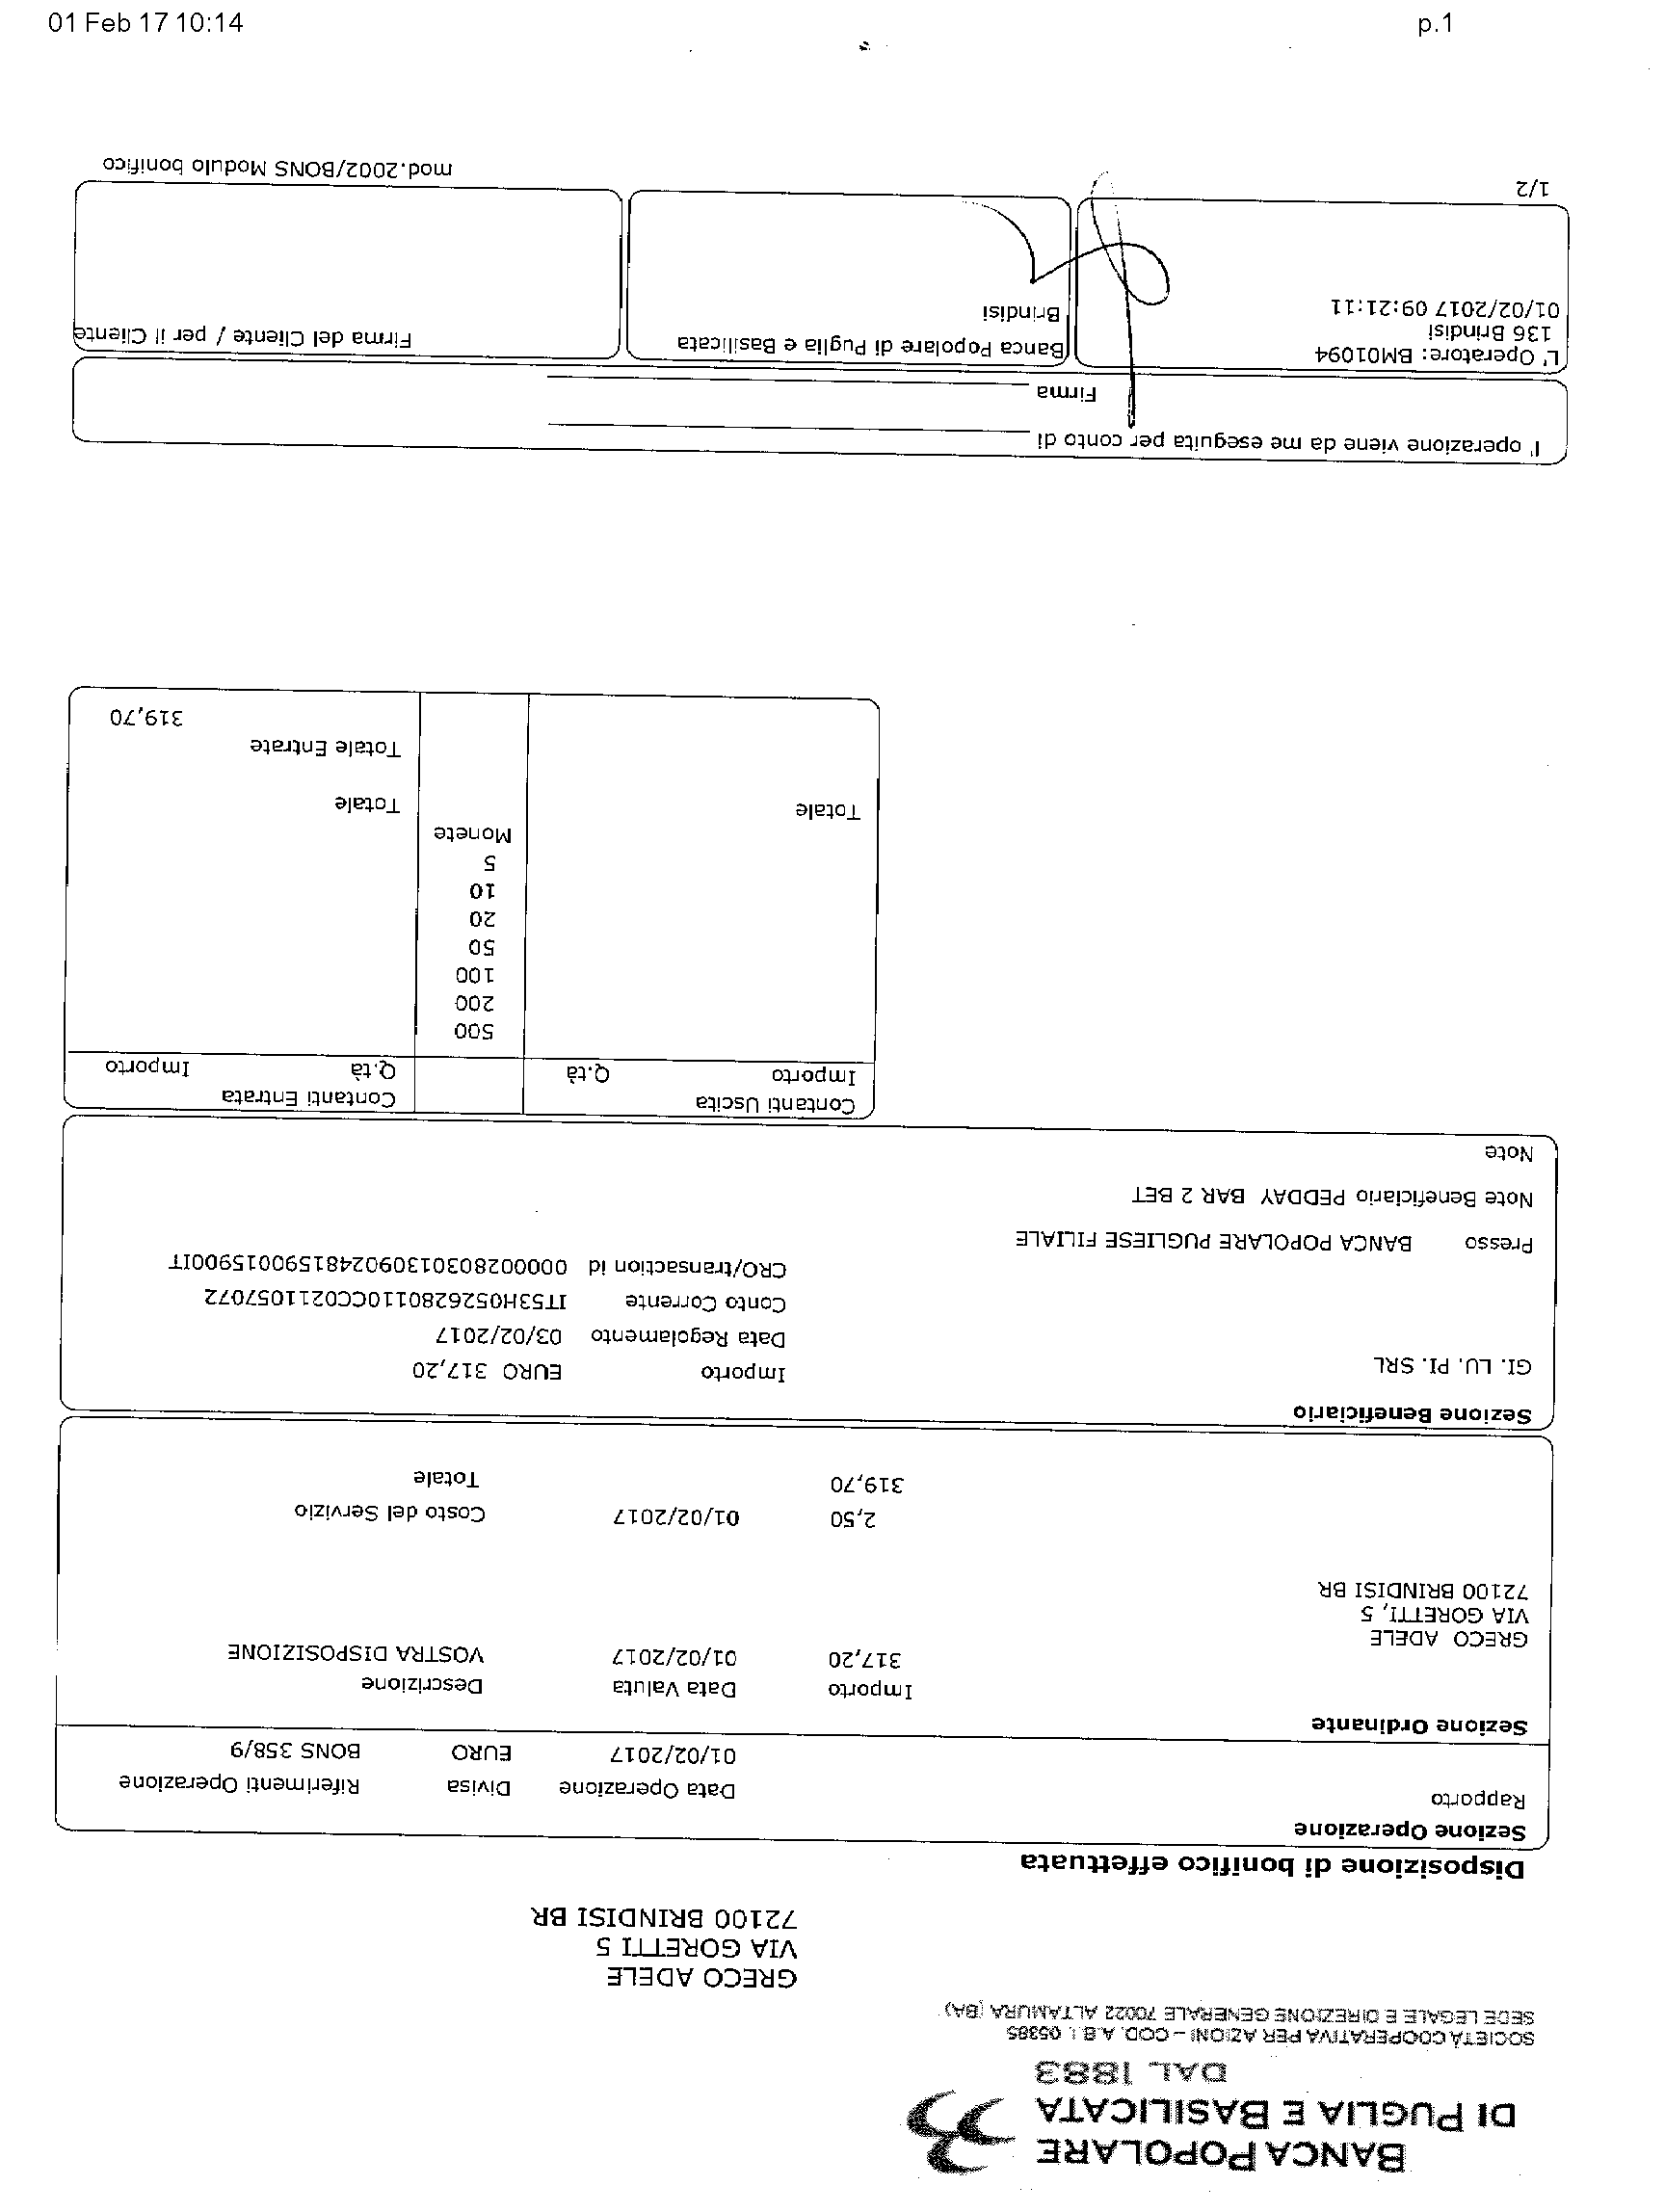 01 Feb 17 10:14
p.1
BANCA POPOLARE
DI PUGLIA E BASILICATA
DAL 1883
SOCIETÀ COOPERATIVA PER AZIONI – COD. A.B.I. 05385
SEDE LEGALE E DIREZIONE GENERALE 70022 ALTAMURA (BA)
GRECO ADELE
VIA GORETTI 5
72100 BRINDISI BR
Disposizione di bonifico effettuata
Sezione Operazione
Rapporto
Data Operazione Divisa Riferimenti Operazione
01/02/2017 EURO BONS 358/9
Sezione Ordinante
Importo Data Valuta Descrizione
317,20 01/02/2017 VOSTRA DISPOSIZIONE
GRECO ADELE
VIA GORETTI, 5
72100 BRINDISI BR
2,50 01/02/2017 Costo del Servizio
319,70 Totale
Sezione Beneficiario
GI. LU. PI. SRL
Importo EURO 317,20
Data Regolamento 03/02/2017
Conto Corrente IT53H0526280110CC0211057072
CRO/transaction id 0000028030130902481590015900IT
Presso BANCA POPOLARE PUGLIESE FILIALE
Note Beneficiario PEDDAY BAR 2 BET
Note
Contanti Uscita Contanti Entrata
Importo Q.tà Q.tà Importo
500
200
100
50
20
10
5
Monete
Totale Totale
Totale Entrate
319,70
l' operazione viene da me eseguita per conto di
Firma
L' Operatore: BM01094
136 Brindisi
01/02/2017 09:21:11
Banca Popolare di Puglia e Basilicata
Brindisi
Firma del Cliente / per il Cliente
1/2
mod.2002/BONS Modulo bonifico